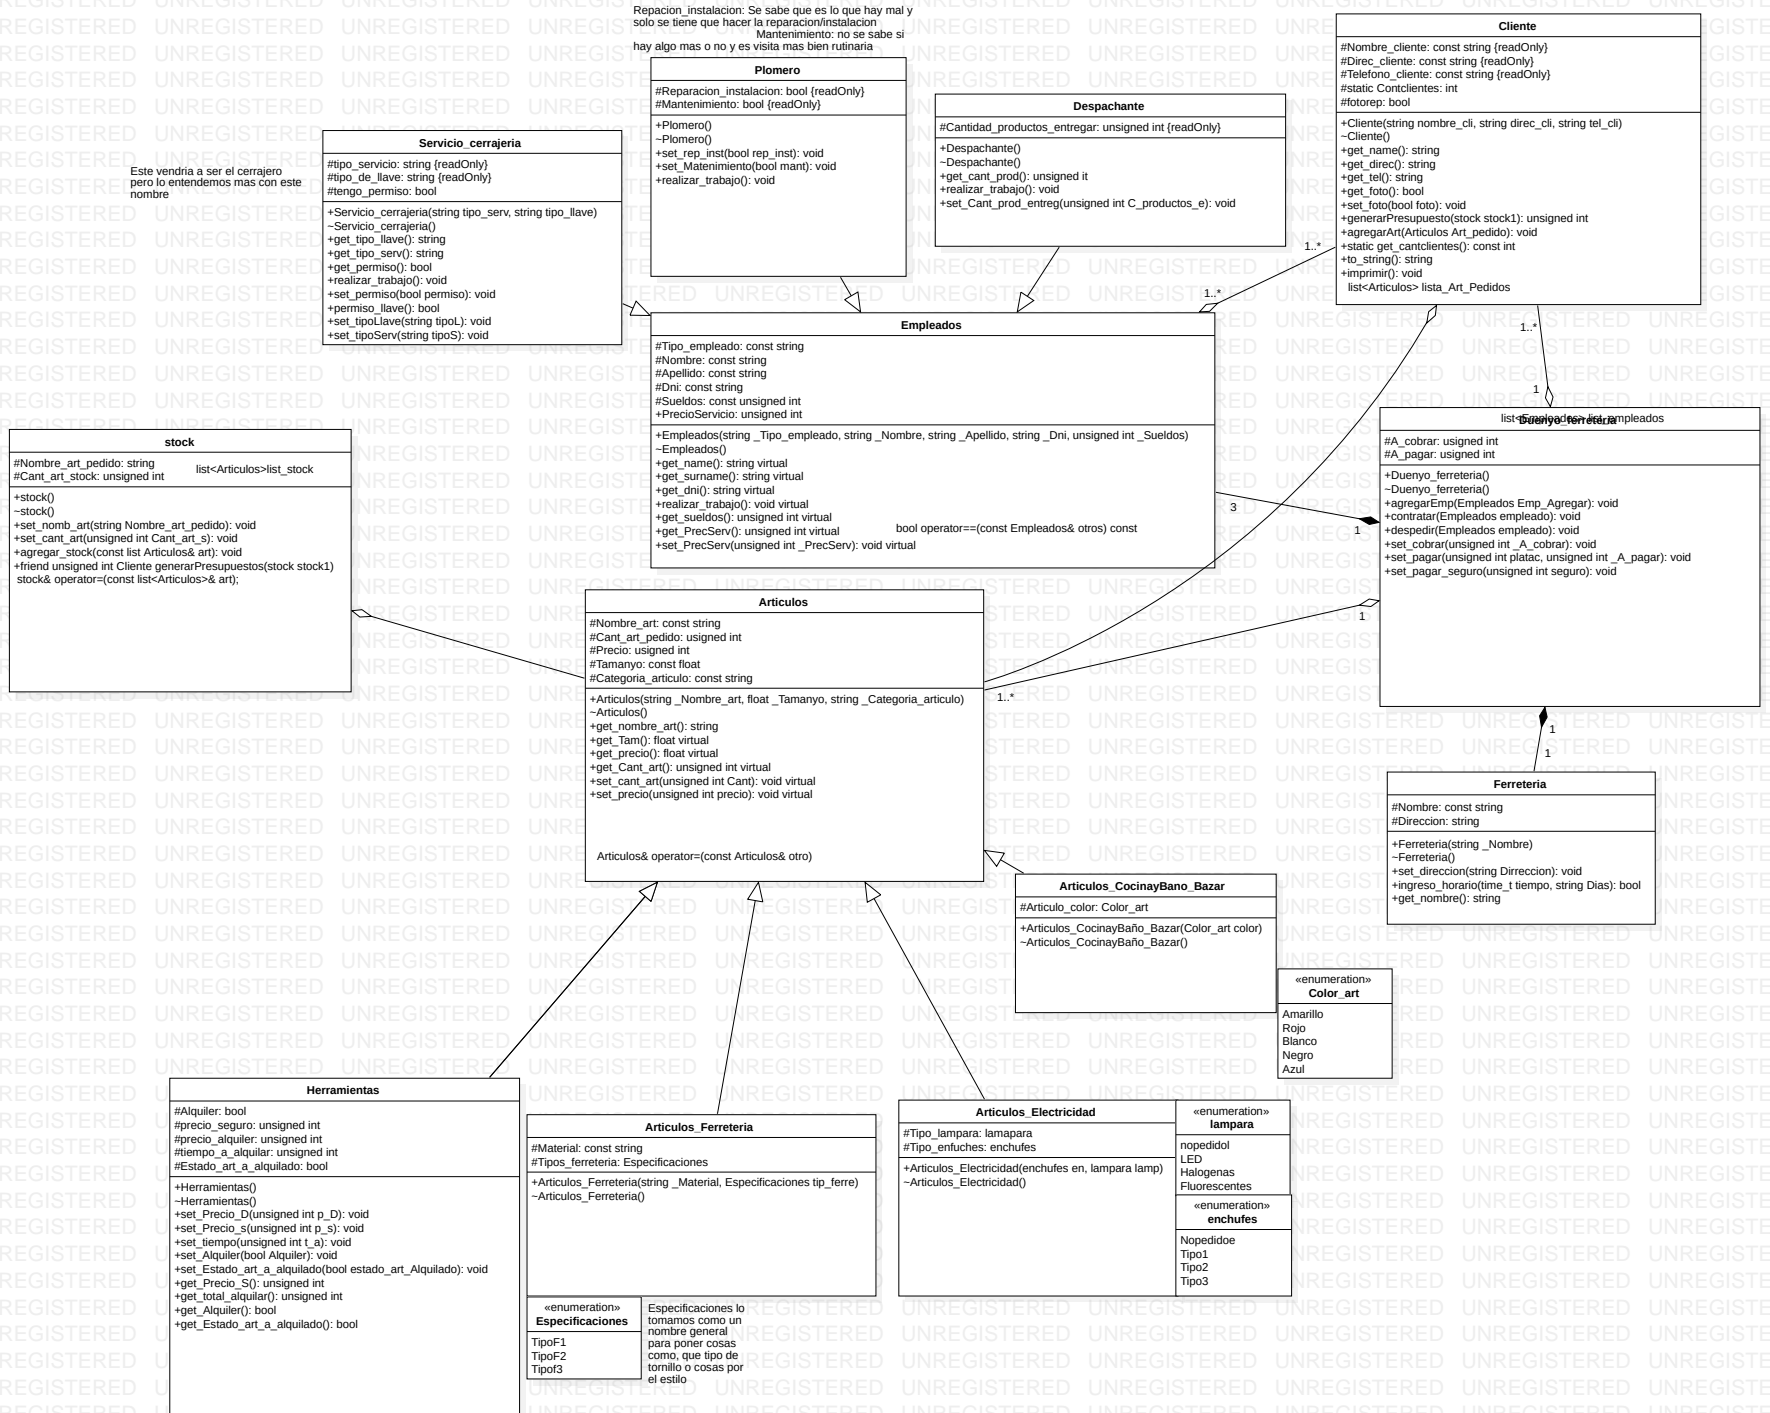 Repacion_instalacion: Se sabe que es lo que hay mal y
solo se tiene que hacer la reparacion/instalacion
Mantenimiento: no se sabe si
hay algo mas o no y es visita mas bien rutinaria
Plomero
#Reparacion_instalacion: bool {readOnly}
#Mantenimiento: bool {readOnly}
+Plomero()
~Plomero()
+set_rep_inst(bool rep_inst): void
+set_Matenimiento(bool mant): void
+realizar_trabajo(): void
Despachante
#Cantidad_productos_entregar: unsigned int {readOnly}
+Despachante()
~Despachante()
+get_cant_prod(): unsigned it
+realizar_trabajo(): void
+set_Cant_prod_entreg(unsigned int C_productos_e): void
Cliente
#Nombre_cliente: const string {readOnly}
#Direc_cliente: const string {readOnly}
#Telefono_cliente: const string {readOnly}
#static Contclientes: int
#fotorep: bool
+Cliente(string nombre_cli, string direc_cli, string tel_cli)
~Cliente()
+get_name(): string
+get_direc(): string
+get_tel(): string
+get_foto(): bool
+set_foto(bool foto): void
+generarPresupuesto(stock stock1): unsigned int
+agregarArt(Articulos Art_pedido): void
+static get_cantclientes(): const int
+to_string(): string
+imprimir(): void
list<Articulos> lista_Art_Pedidos
Este vendria a ser el cerrajero
pero lo entendemos mas con este
nombre
Servicio_cerrajeria
#tipo_servicio: string {readOnly}
#tipo_de_llave: string {readOnly}
#tengo_permiso: bool
+Servicio_cerrajeria(string tipo_serv, string tipo_llave)
~Servicio_cerrajeria()
+get_tipo_llave(): string
+get_tipo_serv(): string
+get_permiso(): bool
+realizar_trabajo(): void
+set_permiso(bool permiso): void
+permiso_llave(): bool
+set_tipoLlave(string tipoL): void
+set_tipoServ(string tipoS): void
1..*
1..*
Empleados
#Tipo_empleado: const string
#Nombre: const string
#Apellido: const string
#Dni: const string
#Sueldos: const unsigned int
+PrecioServicio: unsigned int
+Empleados(string _Tipo_empleado, string _Nombre, string _Apellido, string _Dni, unsigned int _Sueldos)
~Empleados()
+get_name(): string virtual
+get_surname(): string virtual
+get_dni(): string virtual
+realizar_trabajo(): void virtual
+get_sueldos(): unsigned int virtual
+get_PrecServ(): unsigned int virtual
bool operator==(const Empleados& otros) const
+set_PrecServ(unsigned int _PrecServ): void virtual
1..*
1
3
1
1
1..*
list<Empleados> list_empleados
Duenyo_ferreteria
#A_cobrar: usigned int
#A_pagar: usigned int
+Duenyo_ferreteria()
~Duenyo_ferreteria()
+agregarEmp(Empleados Emp_Agregar): void
+contratar(Empleados empleado): void
+despedir(Empleados empleado): void
+set_cobrar(unsigned int _A_cobrar): void
+set_pagar(unsigned int platac, unsigned int _A_pagar): void
+set_pagar_seguro(unsigned int seguro): void
1
1
Ferreteria
#Nombre: const string
#Direccion: string
+Ferreteria(string _Nombre)
~Ferreteria()
+set_direccion(string Dirreccion): void
+ingreso_horario(time_t tiempo, string Dias): bool
+get_nombre(): string
stock
#Nombre_art_pedido: string
list<Articulos>list_stock
#Cant_art_stock: unsigned int
+stock()
~stock()
+set_nomb_art(string Nombre_art_pedido): void
+set_cant_art(unsigned int Cant_art_s): void
+agregar_stock(const list Articulos& art): void
+friend unsigned int Cliente generarPresupuestos(stock stock1)
stock& operator=(const list<Articulos>& art);
Articulos
#Nombre_art: const string
#Cant_art_pedido: usigned int
#Precio: usigned int
#Tamanyo: const float
#Categoria_articulo: const string
+Articulos(string _Nombre_art, float _Tamanyo, string _Categoria_articulo)
~Articulos()
+get_nombre_art(): string
+get_Tam(): float virtual
+get_precio(): float virtual
+get_Cant_art(): unsigned int virtual
+set_cant_art(unsigned int Cant): void virtual
+set_precio(unsigned int precio): void virtual
Articulos& operator=(const Articulos& otro)
Articulos_CocinayBano_Bazar
#Articulo_color: Color_art
+Articulos_CocinayBaño_Bazar(Color_art color)
~Articulos_CocinayBano_Bazar()
«enumeration»
Color_art
Amarillo
Rojo
Blanco
Negro
Azul
Herramientas
#Alquiler: bool
#precio_seguro: unsigned int
#precio_alquiler: unsigned int
#tiempo_a_alquilar: unsigned int
#Estado_art_a_alquilado: bool
+Herramientas()
~Herramientas()
+set_Precio_D(unsigned int p_D): void
+set_Precio_s(unsigned int p_s): void
+set_tiempo(unsigned int t_a): void
+set_Alquiler(bool Alquiler): void
+set_Estado_art_a_alquilado(bool estado_art_Alquilado): void
+get_Precio_S(): unsigned int
+get_total_alquilar(): unsigned int
+get_Alquiler(): bool
+get_Estado_art_a_alquilado(): bool
Articulos_Ferreteria
#Material: const string
#Tipos_ferreteria: Especificaciones
+Articulos_Ferreteria(string _Material, Especificaciones tip_ferre)
~Articulos_Ferreteria()
«enumeration»
Especificaciones
TipoF1
TipoF2
Tipof3
Especificaciones lo
tomamos como un
nombre general
para poner cosas
como, que tipo de
tornillo o cosas por
el estilo
Articulos_Electricidad
#Tipo_lampara: lamapara
#Tipo_enfuches: enchufes
+Articulos_Electricidad(enchufes en, lampara lamp)
~Articulos_Electricidad()
«enumeration»
lampara
nopedidol
LED
Halogenas
Fluorescentes
«enumeration»
enchufes
Nopedidoe
Tipo1
Tipo2
Tipo3